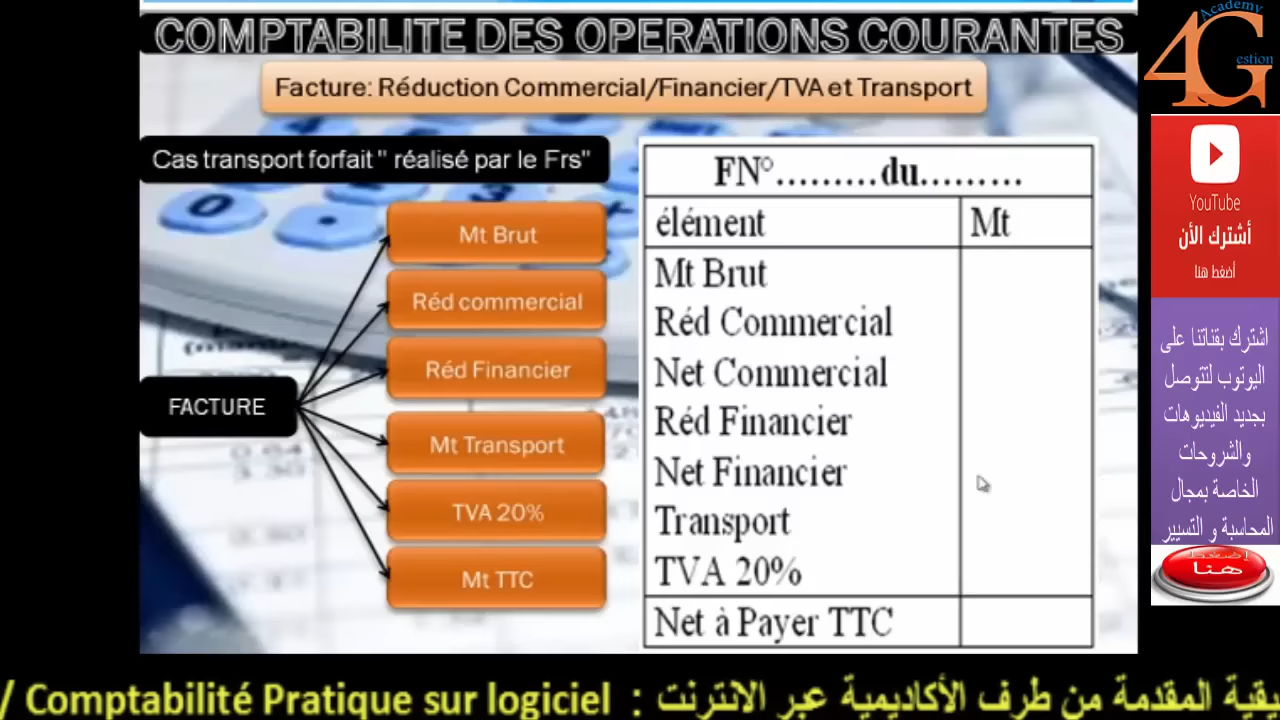 COMPTABILITE DES OPERATIONS COURANTES
Facture: Réduction Commercial/Financier/TVA et Transport
Cas transport forfait" réalisé par le Frs"
FACTURE
Mt Brut
Réd commercial
Réd Financier
Mt Transport
TVA 20%
Mt TTC
FN°.........du.........
élément Mt
Mt Brut
Réd Commercial
Net Commercial
Réd Financier
Net Financier
Transport
TVA 20%
Net à Payer TTC
Academy
4G
estion
YouTube
أشترك الأن
أضغط هنا
اشترك بقناتنا على
اليوتوب لتتوصل
بجديد الفيديوهات
والشروحات
الخاصة بمجال
المحاسبة و التسيير
إضغط
هنا
/ Comptabilité Pratique sur logiciel : المقدمة من طرف الأكاديمية عبر الانترنت